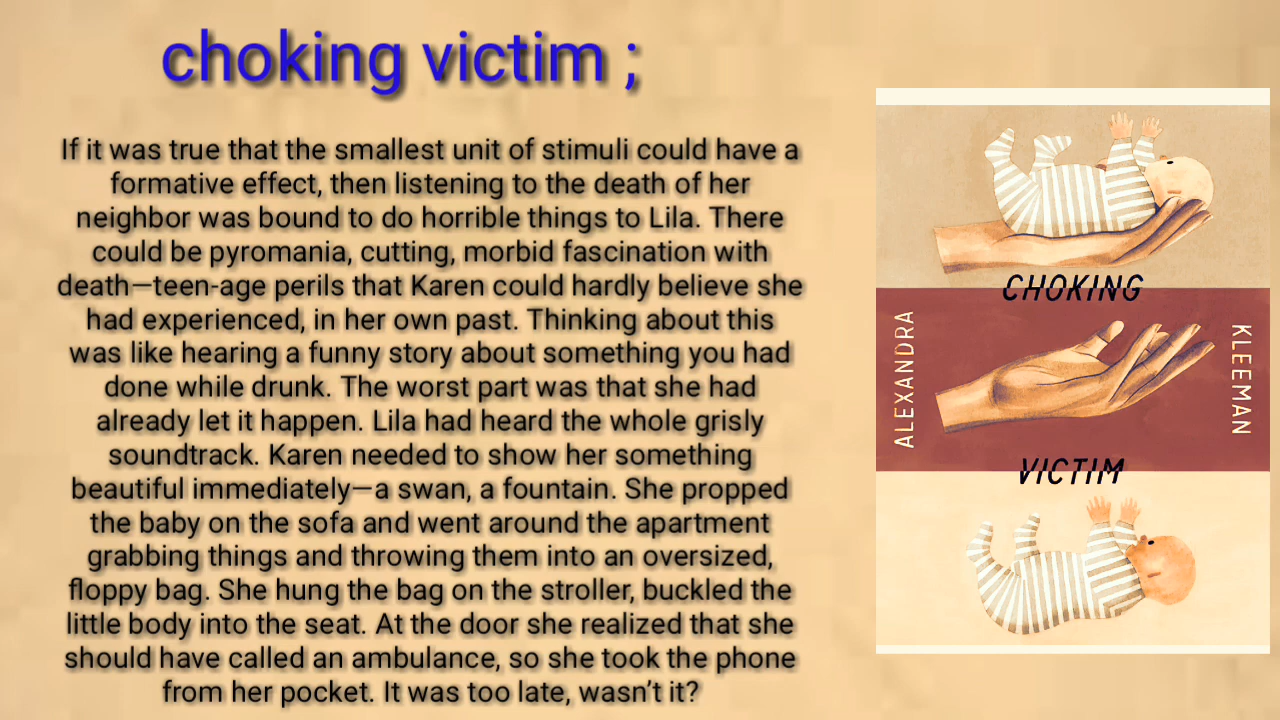 choking victim ;
If it was true that the smallest unit of stimuli could have a
formative effect, then listening to the death of her
neighbor was bound to do horrible things to Lila. There
could be pyromania, cutting, morbid fascination with
death—teen-age perils that Karen could hardly believe she
had experienced, in her own past. Thinking about this
was like hearing a funny story about something you had
done while drunk. The worst part was that she had
already let it happen. Lila had heard the whole grisly
soundtrack. Karen needed to show her something
beautiful immediately—a swan, a fountain. She propped
the baby on the sofa and went around the apartment
grabbing things and throwing them into an oversized,
floppy bag. She hung the bag on the stroller, buckled the
little body into the seat. At the door she realized that she
should have called an ambulance, so she took the phone
from her pocket. It was too late, wasn’t it?
CHOKING
ALEXANDRA
KLEEMAN
VICTIM